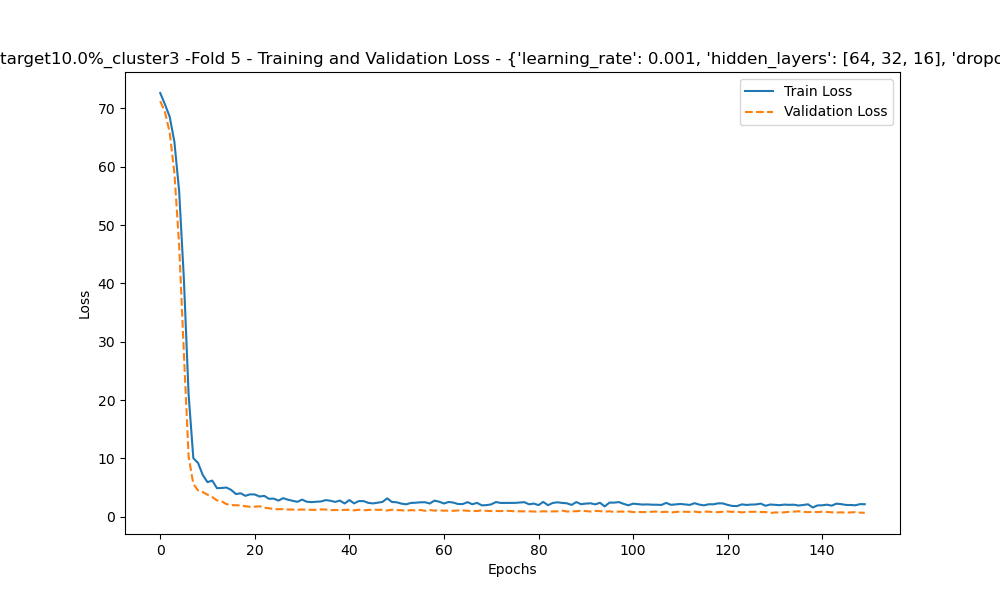 target10.0%_cluster3 -Fold 5 - Training and Validation Loss - {'learning_rate': 0.001, 'hidden_layers': [64, 32, 16],
Train Loss
Validation Loss
70
60
50
40
30
20
10
0
Loss
0 20 40 60 80 100 120 140
Epochs